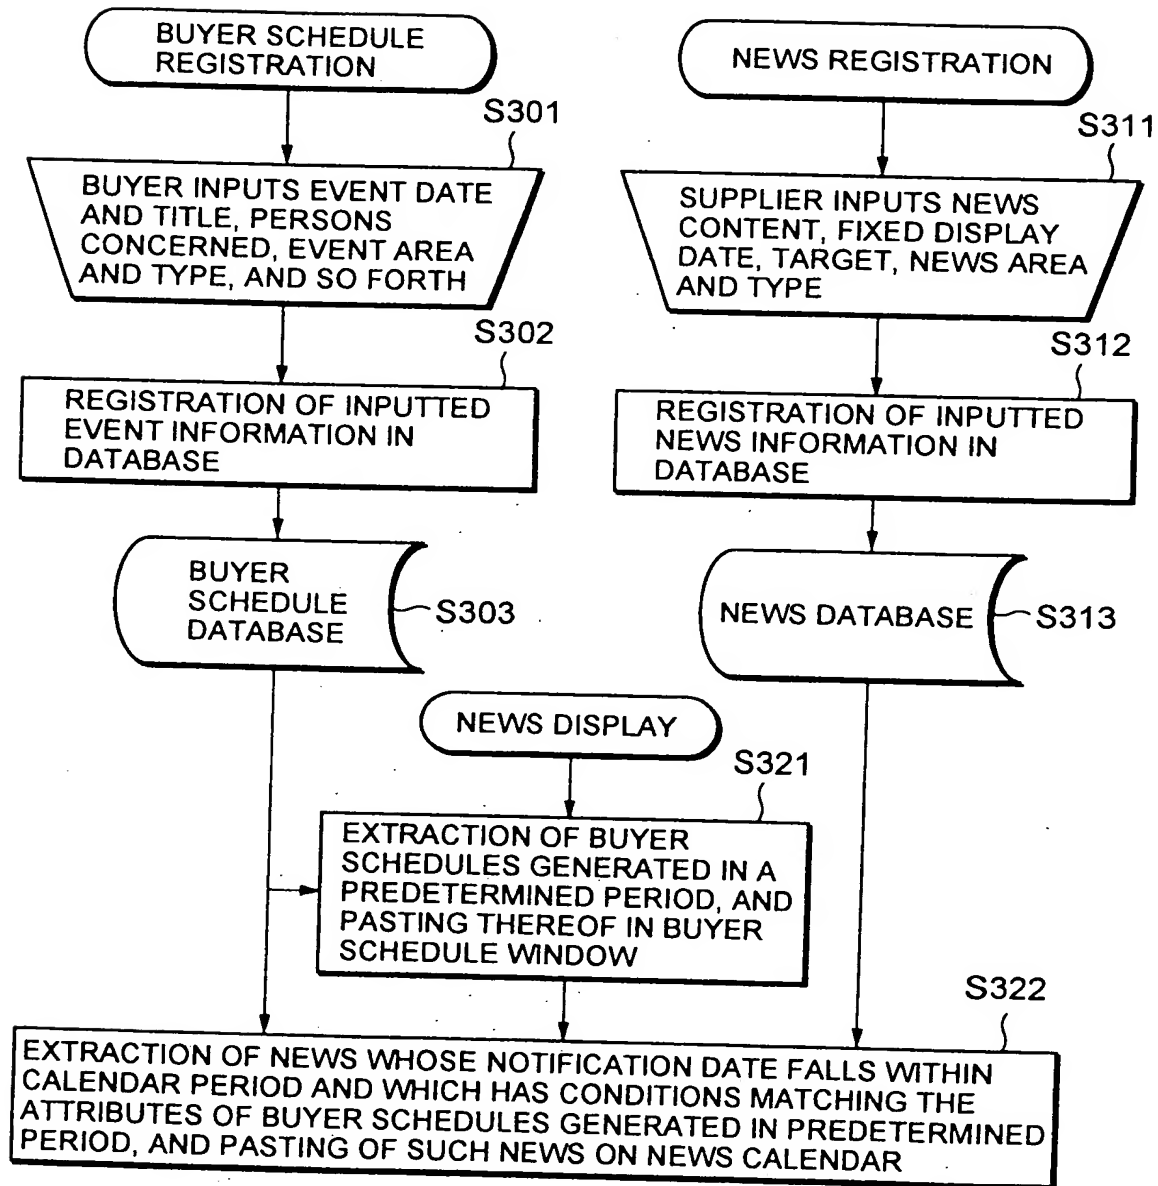 BUYER SCHEDULE
REGISTRATION
S301
BUYER INPUTS EVENT DATE
AND TITLE, PERSONS
CONCERNED, EVENT AREA
AND TYPE, AND SO FORTH
S302
REGISTRATION OF INPUTTED
EVENT INFORMATION IN
DATABASE
BUYER
SCHEDULE
DATABASE
S303
NEWS REGISTRATION
S311
SUPPLIER INPUTS NEWS
CONTENT, FIXED DISPLAY
DATE, TARGET, NEWS AREA
AND TYPE
S312
REGISTRATION OF INPUTTED
NEWS INFORMATION IN
DATABASE
NEWS DATABASE
S313
NEWS DISPLAY
S321
EXTRACTION OF BUYER
SCHEDULES GENERATED IN A
PREDETERMINED PERIOD, AND
PASTING THEREOF IN BUYER
SCHEDULE WINDOW
S322
EXTRACTION OF NEWS WHOSE NOTIFICATION DATE FALLS WITHIN
CALENDAR PERIOD AND WHICH HAS CONDITIONS MATCHING THE
ATTRIBUTES OF BUYER SCHEDULES GENERATED IN PREDETERMINED
PERIOD, AND PASTING OF SUCH NEWS ON NEWS CALENDAR